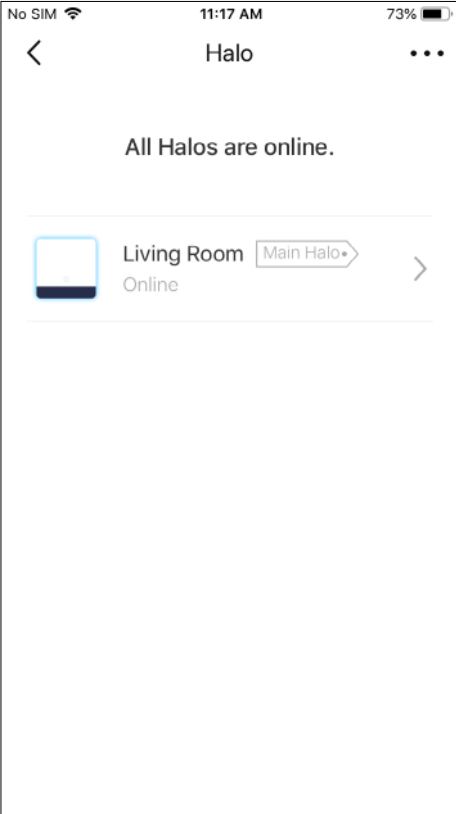 No SIM 11:17 AM 73%
Halo
All Halos are online.
Living Room Main Halo
Online